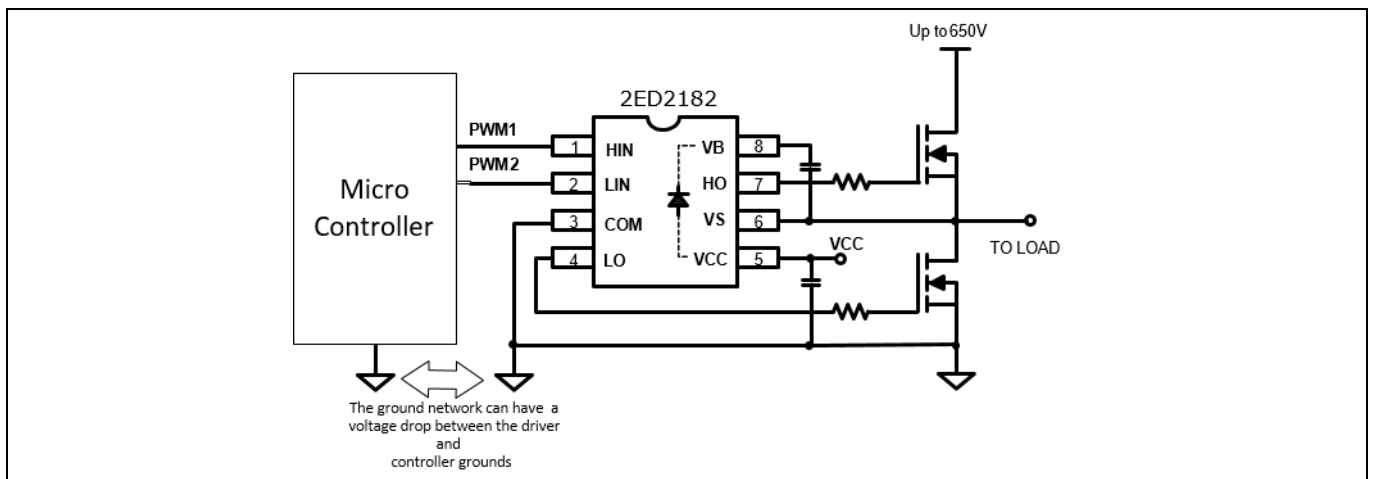 Up to 650V
2ED2182
PWM1
PWM2
Micro
Controller
1 HIN VB 8
2 LIN HO 7
3 COM VS 6
4 LO VCC 5
VCC
TO LOAD
The ground network can have a
voltage drop between the driver
and
controller grounds